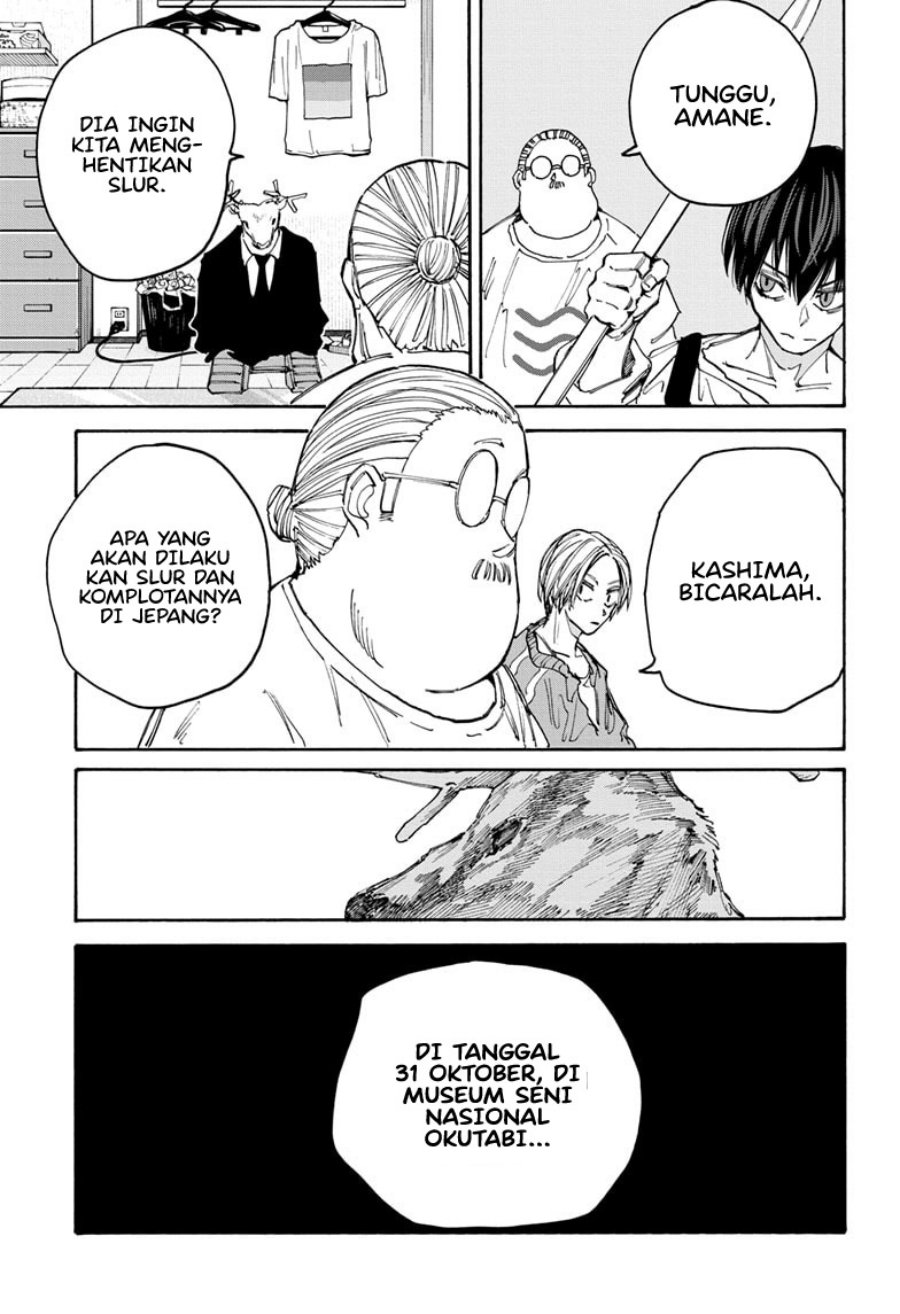 TUNGGU,
AMANE.
DIA INGIN
KITA MENG-
HENTIKAN
SLUR.
KASHIMA,
BICARALAH.
APA YANG
AKAN DILAKU
KAN SLUR DAN
KOMPLOTANNYA
DI JEPANG?
DI TANGGAL
31 OKTOBER, DI
MUSEUM SENI
NASIONAL
OKUTABI...